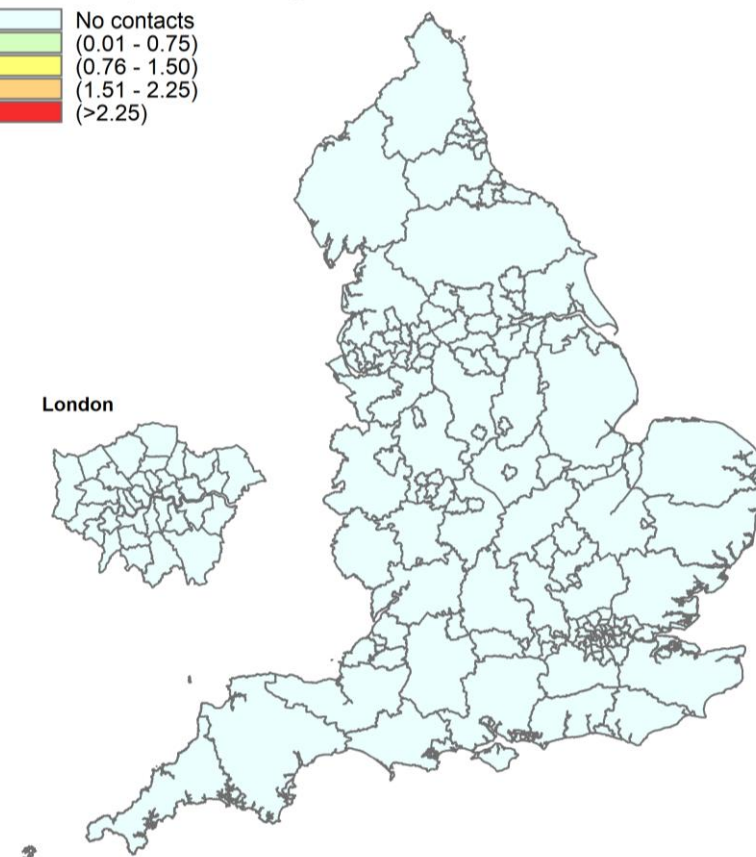 No contacts
(0.01 - 0.75)
(0.76 - 1.50)
(1.51 - 2.25)
(>2.25)
London